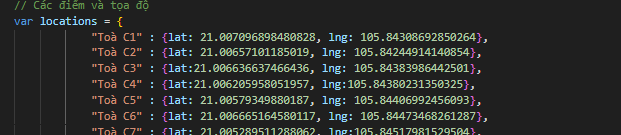 // Các điểm và tọa độ
var locations = {
"Toà C1" : {lat: 21.007096898480828, lng: 105.84308692850264},
"Toà C2" : {lat: 21.00657101185019, lng: 105.84244914140854},
"Toà C3" : {lat:21.006636637466436, lng: 105.84383986442501},
"Toà C4" : {lat:21.006205958051957, lng:105.84380231350325},
"Toà C5" : {lat: 21.00579349880187, lng: 105.84406992456093},
"Toà C6" : {lat: 21.006665164580117, lng: 105.84473468261287},
"Toà C7" : {lat: 21.005289511288062, lng: 105.84517981529504},